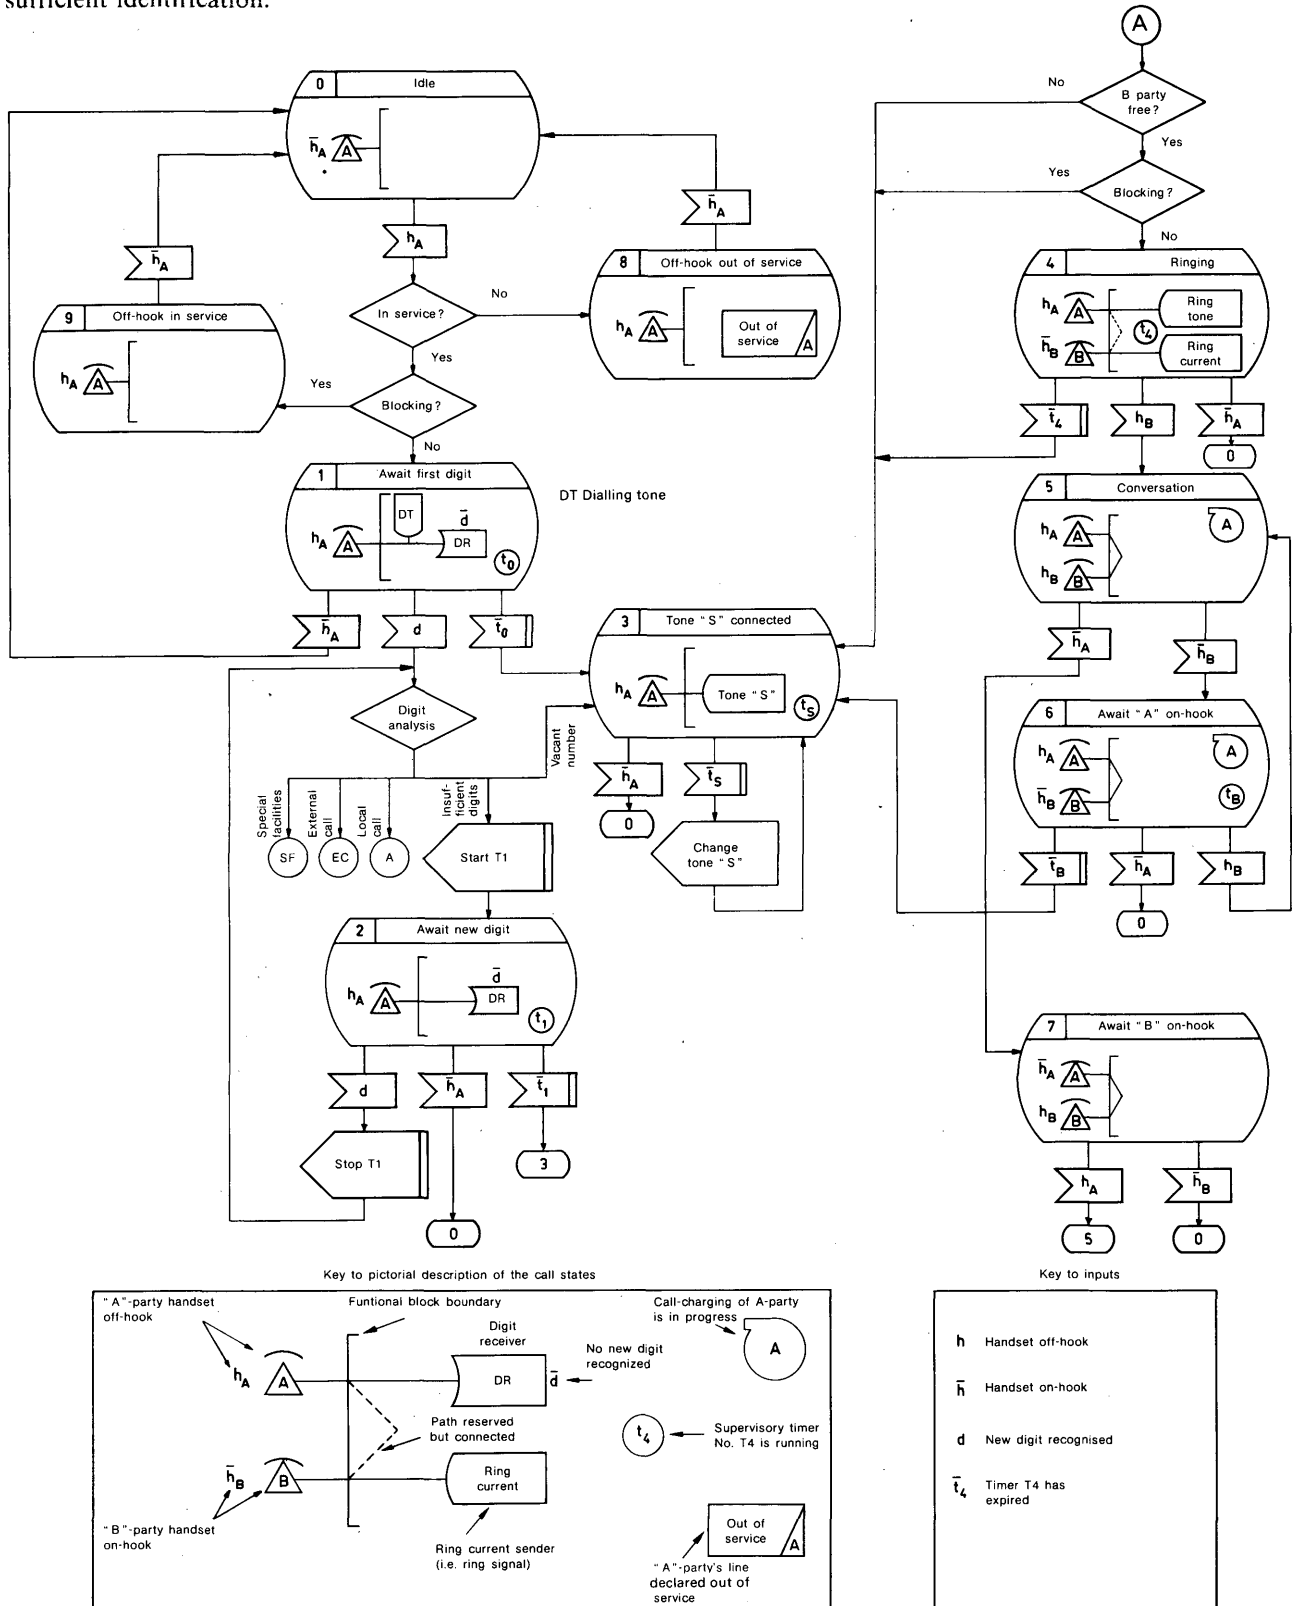 sufficient identification.
A
0 Idle
h̄A A
hA
h̄A
h̄A
In service?
No
Yes
Blocking?
Yes
No
8 Off-hook out of service
hA A
Out of
service
A
9 Off-hook in service
hA A
1 Await first digit
hA A
DT
d̄
DR
t0
DT Dialling tone
h̄A
d
t̄0
Digit
analysis
Special
facilities
External
call
Local
call
Insuf-
ficient
digits
Vacant
number
SF
EC
A
Start T1
2 Await new digit
hA A
d̄
DR
t1
d
h̄A
t̄1
Stop T1
0
3
3 Tone "S" connected
hA A
Tone "S"
tS
h̄A
t̄S
0
Change
tone "S"
B party
free?
No
Yes
Blocking?
Yes
No
4 Ringing
hA A
Ring
tone
t4
h̄B B
Ring
current
t̄4
hB
h̄A
0
5 Conversation
hA A
A
hB B
h̄A
h̄B
6 Await "A" on-hook
hA A
A
h̄B B
tB
t̄B
h̄A
hB
0
7 Await "B" on-hook
h̄A A
hB B
hA
h̄B
5
0
Key to pictorial description of the call states
"A"-party handset
off-hook
hA A
Funtional block boundary
Digit
receiver
DR
d̄
No new digit
recognized
Call-charging of A-party
is in progress
A
Path reserved
but connected
t4
Supervisory timer
No. T4 is running
h̄B B
Ring
current
"B"-party handset
on-hook
Ring current sender
(i.e. ring signal)
Out of
service
A
"A"-party's line
declared out of
service
Key to inputs
h Handset off-hook
h̄ Handset on-hook
d New digit recognised
t̄4 Timer T4 has
expired